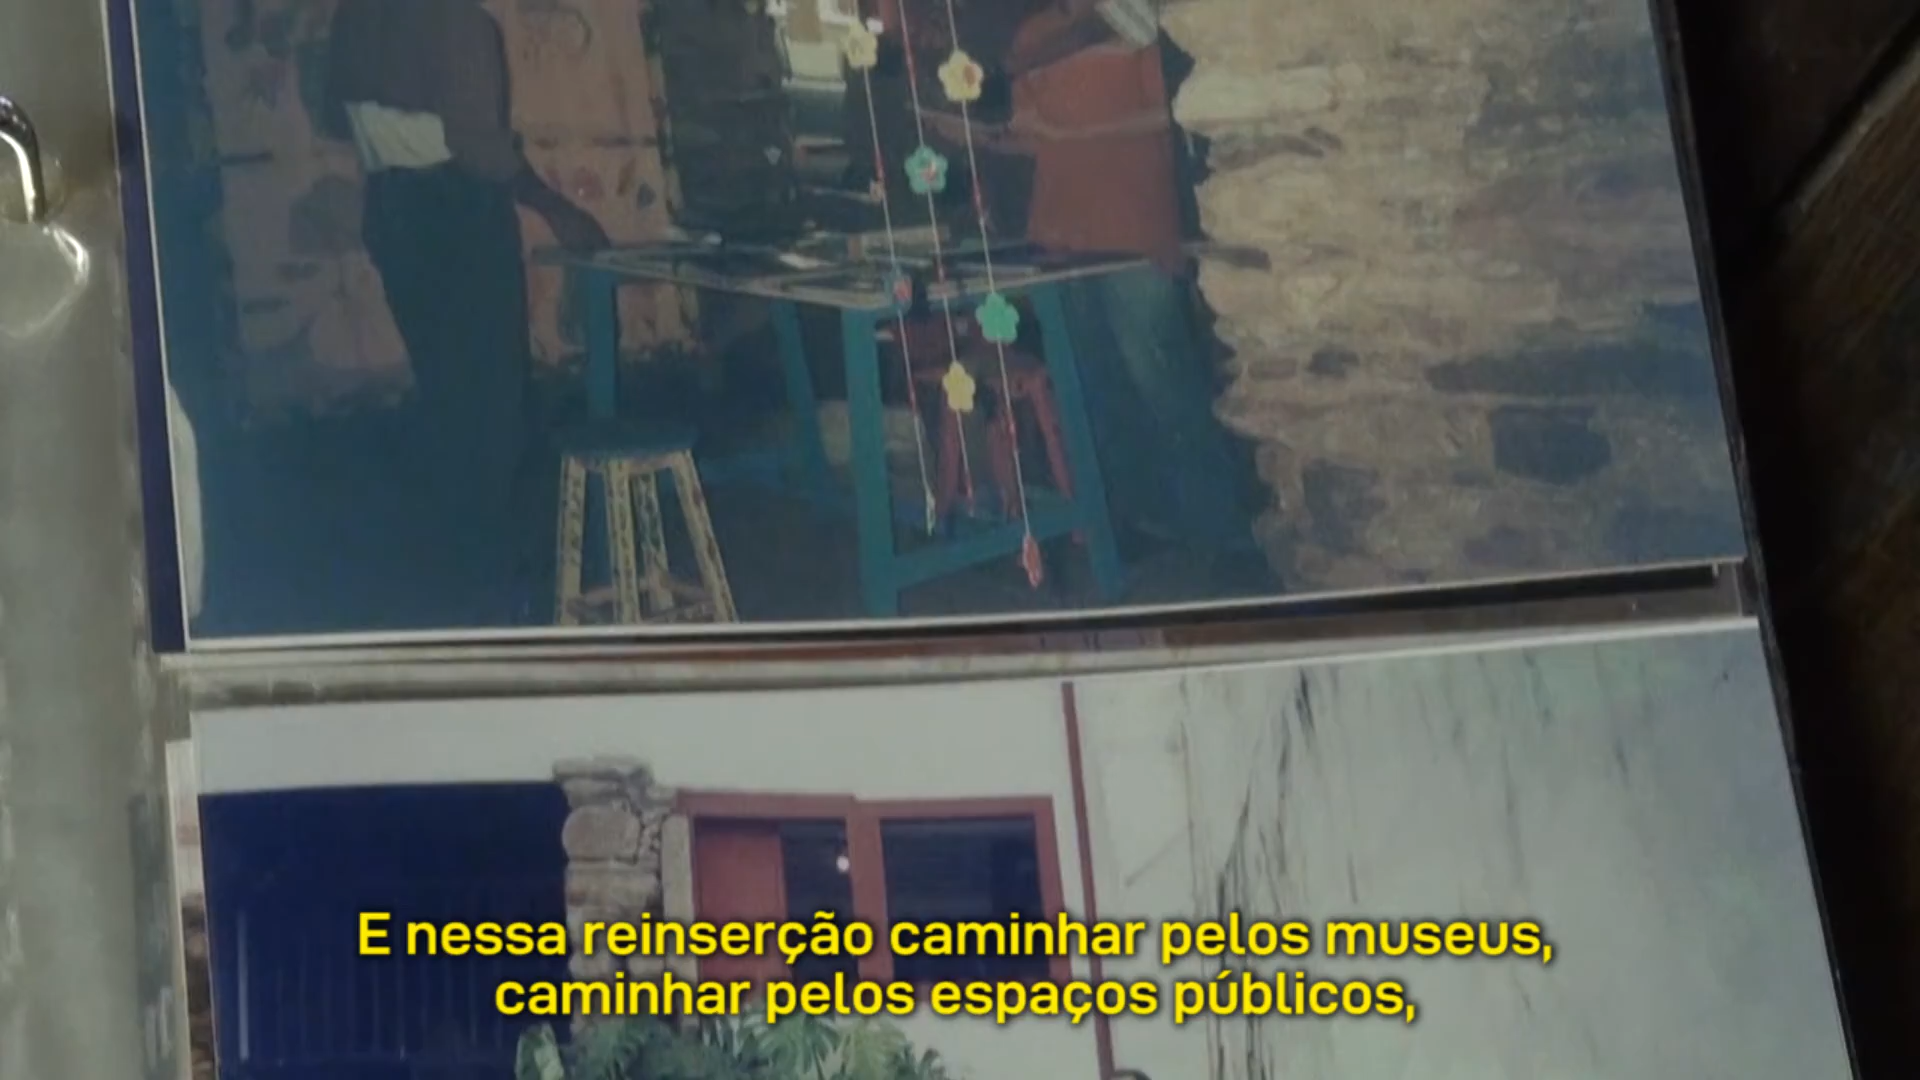 E nessa reinserção caminhar pelos museus,
caminhar pelos espaços públicos,